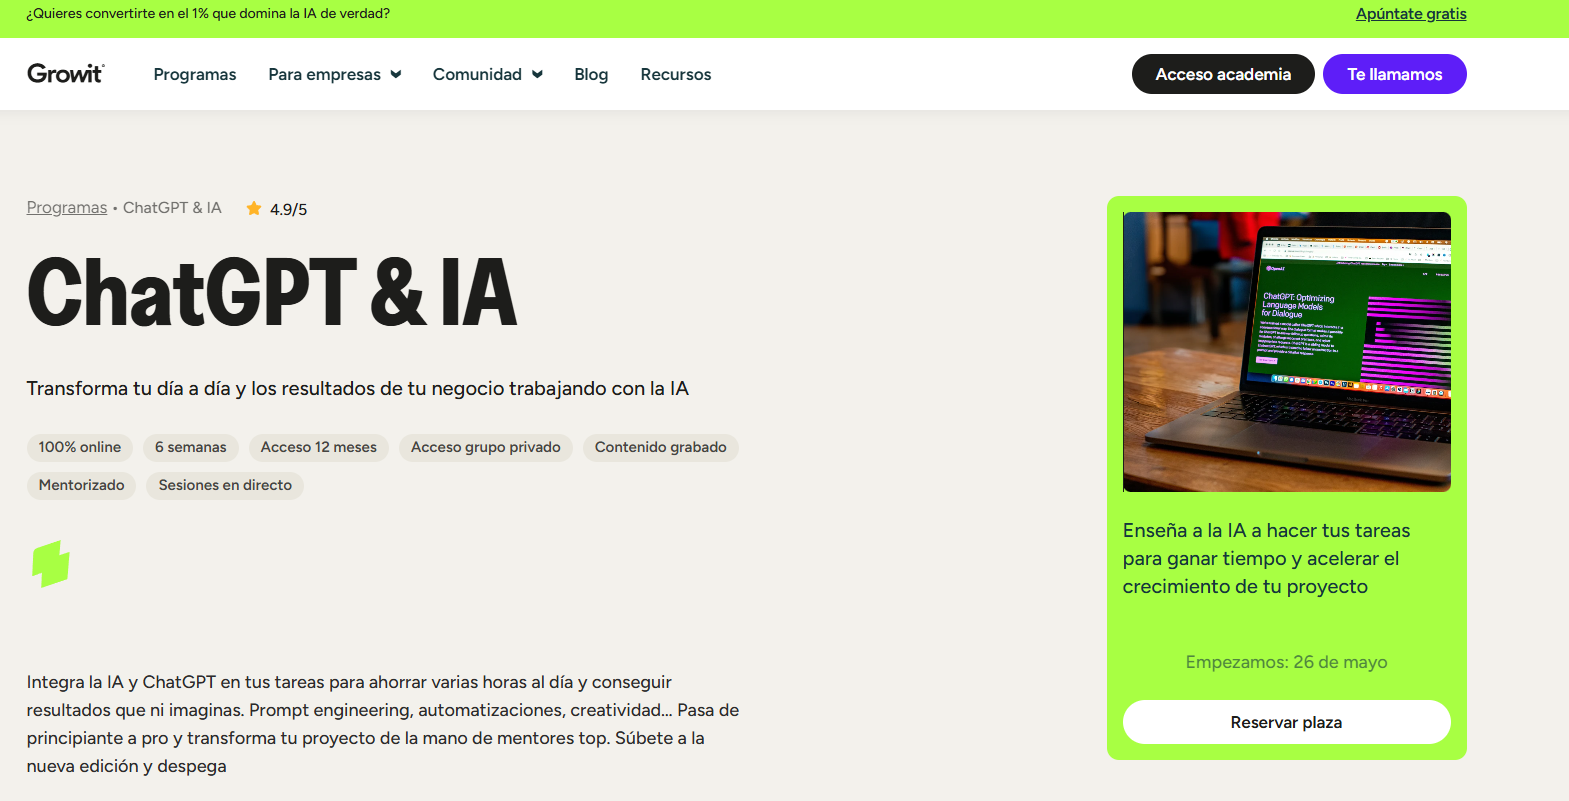 ¿Quieres convertirte en el 1% que domina la IA de verdad?
Apúntate gratis
Growit
Programas
Para empresas
Comunidad
Blog
Recursos
Acceso academia
Te llamamos
Programas • ChatGPT & IA
4.9/5
ChatGPT & IA
Transforma tu día a día y los resultados de tu negocio trabajando con la IA
100% online
6 semanas
Acceso 12 meses
Acceso grupo privado
Contenido grabado
Mentorizado
Sesiones en directo
Integra la IA y ChatGPT en tus tareas para ahorrar varias horas al día y conseguir
resultados que ni imaginas. Prompt engineering, automatizaciones, creatividad... Pasa de
principiante a pro y transforma tu proyecto de la mano de mentores top. Súbete a la
nueva edición y despega
ChatGPT: Optimizing
Language Models
for Dialogue
Enseña a la IA a hacer tus tareas
para ganar tiempo y acelerar el
crecimiento de tu proyecto
Empezamos: 26 de mayo
Reservar plaza